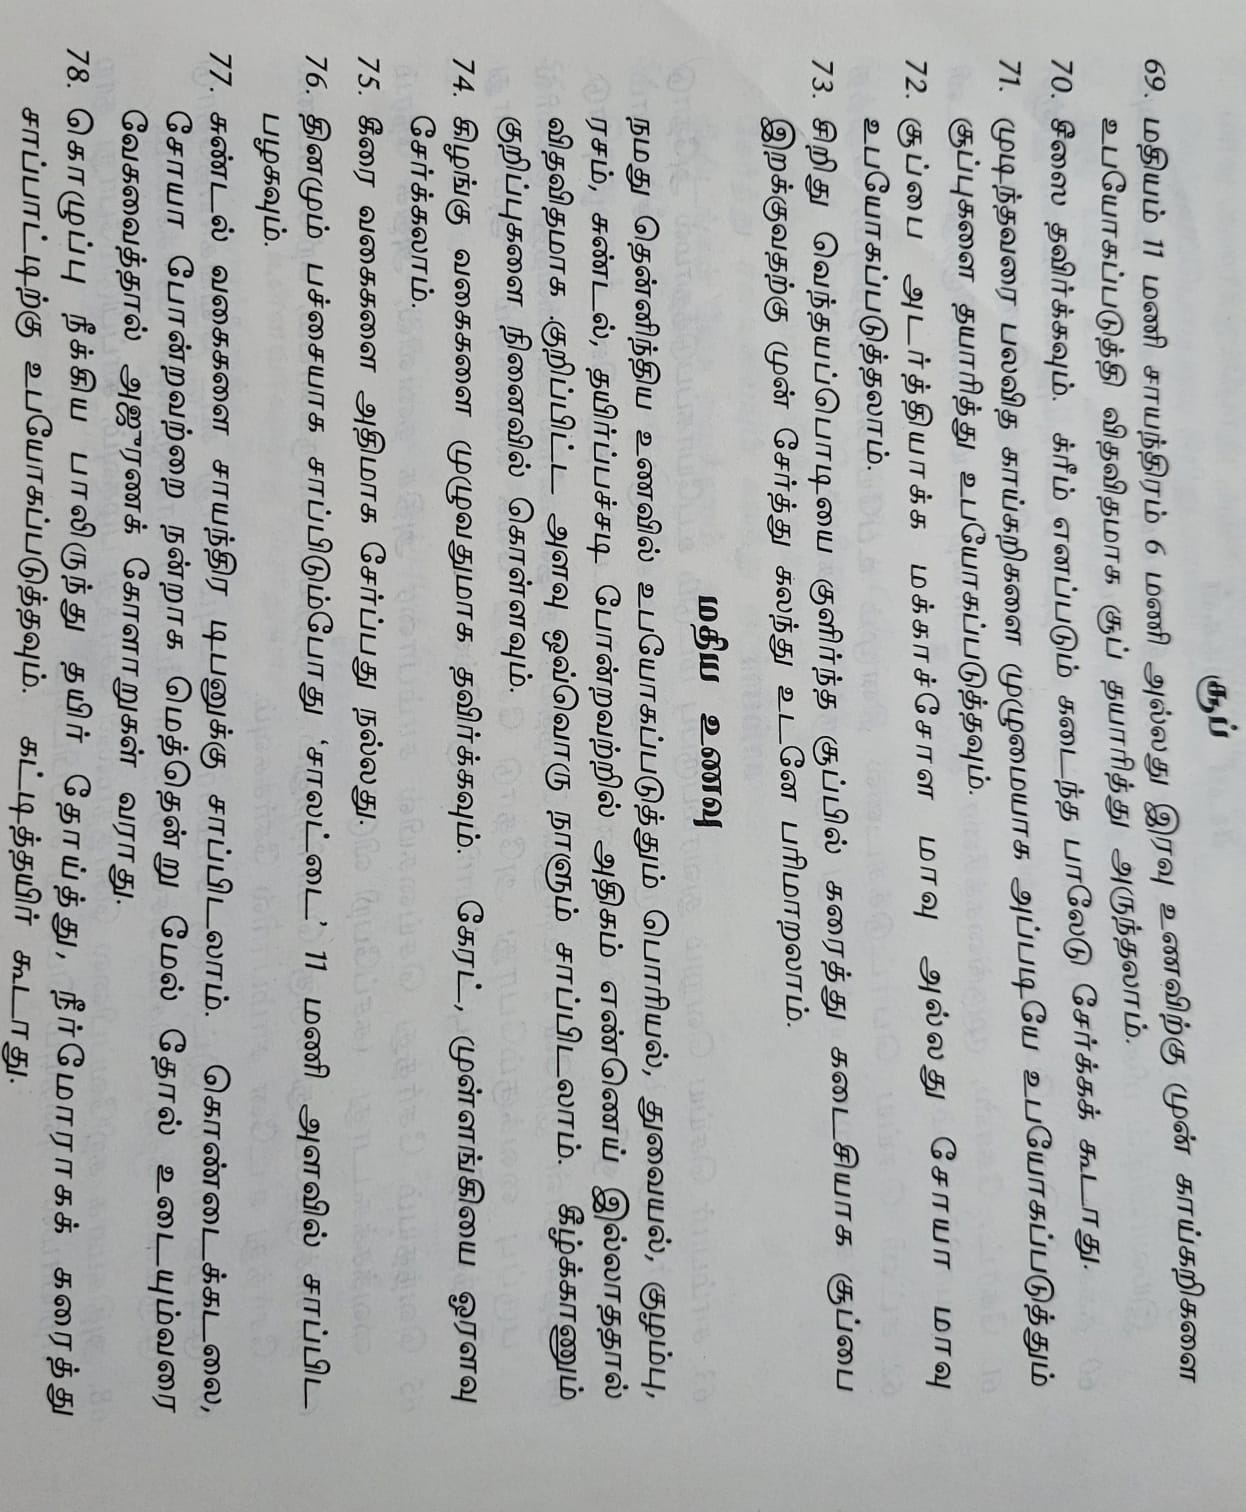 சூப்
69. மதியம் 11 மணி சாயந்திரம் 6 மணி அல்லது இரவு உணவிற்கு முன் காய்கறிகளை
உபயோகப்படுத்தி விதவிதமாக சூப் தயாரித்து அருந்தலாம்.
70. சீஸை தவிர்க்கவும். க்ரீம் எனப்படும் கடைந்த பாலேடு சேர்க்கக் கூடாது.
71. முடிந்தவரை பலவித காய்கறிகளை முழுமையாக அப்படியே உபயோகப்படுத்தும்
சூப்புகளை தயாரித்து உபயோகப்படுத்தவும்.
72. சூப்பை அடர்த்தியாக்க மக்காச்சோள மாவு அல்லது சோயா மாவு
உபயோகப்படுத்தலாம்.
73. சிறிது வெந்தயப்பொடியை குளிர்ந்த சூப்பில் கரைத்து கடைசியாக சூப்பை
இறக்குவதற்கு முன் சேர்த்து கலந்து உடனே பரிமாறலாம்.
மதிய உணவு
நமது தென்னிந்திய உணவில் உபயோகப்படுத்தும் பொரியல், துவையல், குழம்பு,
ரசம், சுண்டல், தயிர்ப்பச்சடி போன்றவற்றில் அதிகம் எண்ணெய் இல்லாததால்
விதவிதமாக குறிப்பிட்ட அளவு ஒவ்வொரு நாளும் சாப்பிடலாம். கீழ்க்காணும்
குறிப்புகளை நினைவில் கொள்ளவும்.
74. கிழங்கு வகைகளை முழுவதுமாக தவிர்க்கவும். கேரட், முள்ளங்கியை ஓரளவு
சேர்க்கலாம்.
75. கீரை வகைகளை அதிமாக சேர்ப்பது நல்லது.
76. தினமும் பச்சையாக சாப்பிடும்போது ‘சாலட்டை’ 11 மணி அளவில் சாப்பிட
பழகவும்.
77. சுண்டல் வகைகளை சாயந்திர டிபனுக்கு சாப்பிடலாம். கொண்டைக்கடலை,
சோயா போன்றவற்றை நன்றாக மெத்தென்று மேல் தோல் உடையும்வரை
வேகவைத்தால் அஜுரணக் கோளாறுகள் வராது.
78. கொழுப்பு நீக்கிய பாலிருந்து தயிர் தோய்த்து, நீர்மோராகக் கரைத்து
சாப்பாட்டிற்கு உபயோகப்படுத்தவும். கட்டித்தயிர் கூடாது.